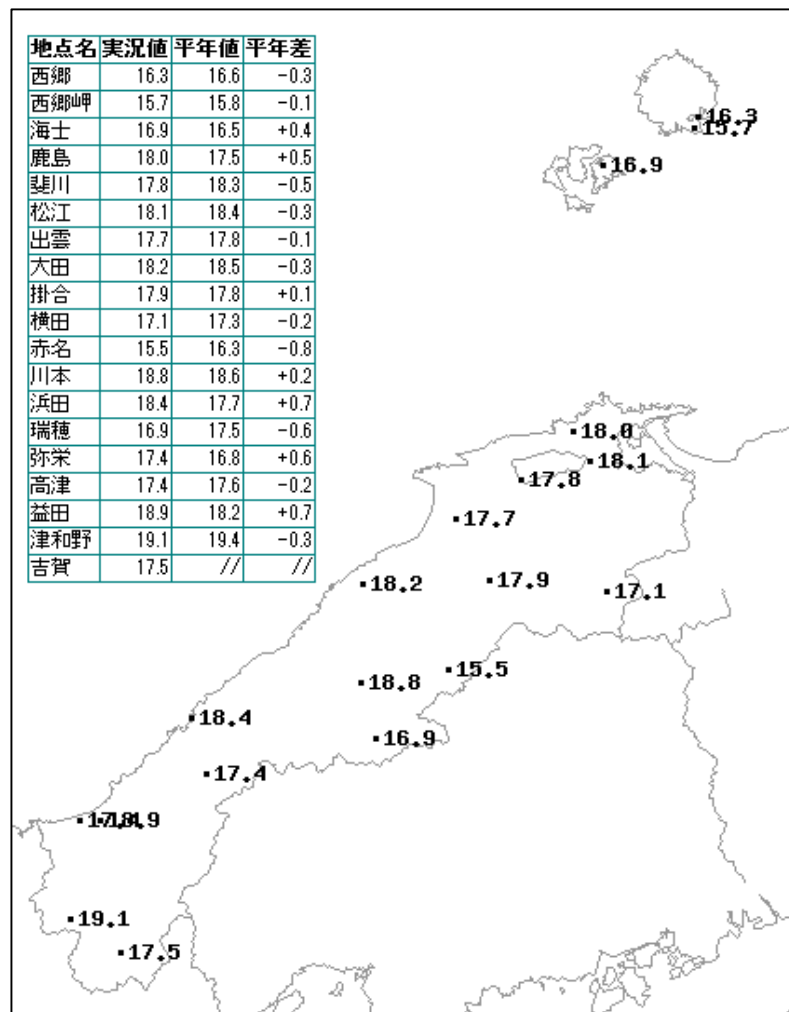 地点名 実況値 平年値 平年差
西郷 16.3 16.6 -0.3
西郷岬 15.7 15.8 -0.1
海士 16.9 16.5 +0.4
鹿島 18.0 17.5 +0.5
斐川 17.8 18.3 -0.5
松江 18.1 18.4 -0.3
出雲 17.7 17.8 -0.1
大田 18.2 18.5 -0.3
掛合 17.9 17.8 +0.1
横田 17.1 17.3 -0.2
赤名 15.5 16.3 -0.8
川本 18.8 18.6 +0.2
浜田 18.4 17.7 +0.7
瑞穂 16.9 17.5 -0.6
弥栄 17.4 16.8 +0.6
高津 17.4 17.6 -0.2
益田 18.9 18.2 +0.7
津和野 19.1 19.4 -0.3
吉賀 17.5 // //
16.3
15.7
16.9
18.0
18.1
17.8
17.7
18.2
17.9
17.1
15.5
18.8
18.4
16.9
17.4
17.4
18.9
19.1
17.5